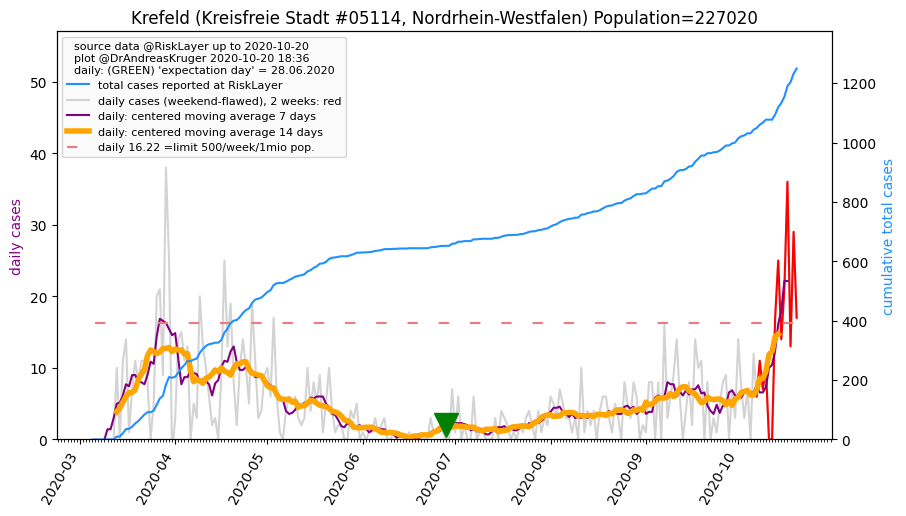 Krefeld (Kreisfreie Stadt #05114, Nordrhein-Westfalen) Population=227020
source data @RiskLayer up to 2020-10-20
plot @DrAndreasKruger 2020-10-20 18:36
daily: (GREEN) 'expectation day' = 28.06.2020
total cases reported at RiskLayer
daily cases (weekend-flawed), 2 weeks: red
daily: centered moving average 7 days
daily: centered moving average 14 days
daily 16.22 =limit 500/week/1mio pop.
daily cases
50
40
30
20
10
0
cumulative total cases
1200
1000
800
600
400
200
0
2020-03
2020-04
2020-05
2020-06
2020-07
2020-08
2020-09
2020-10